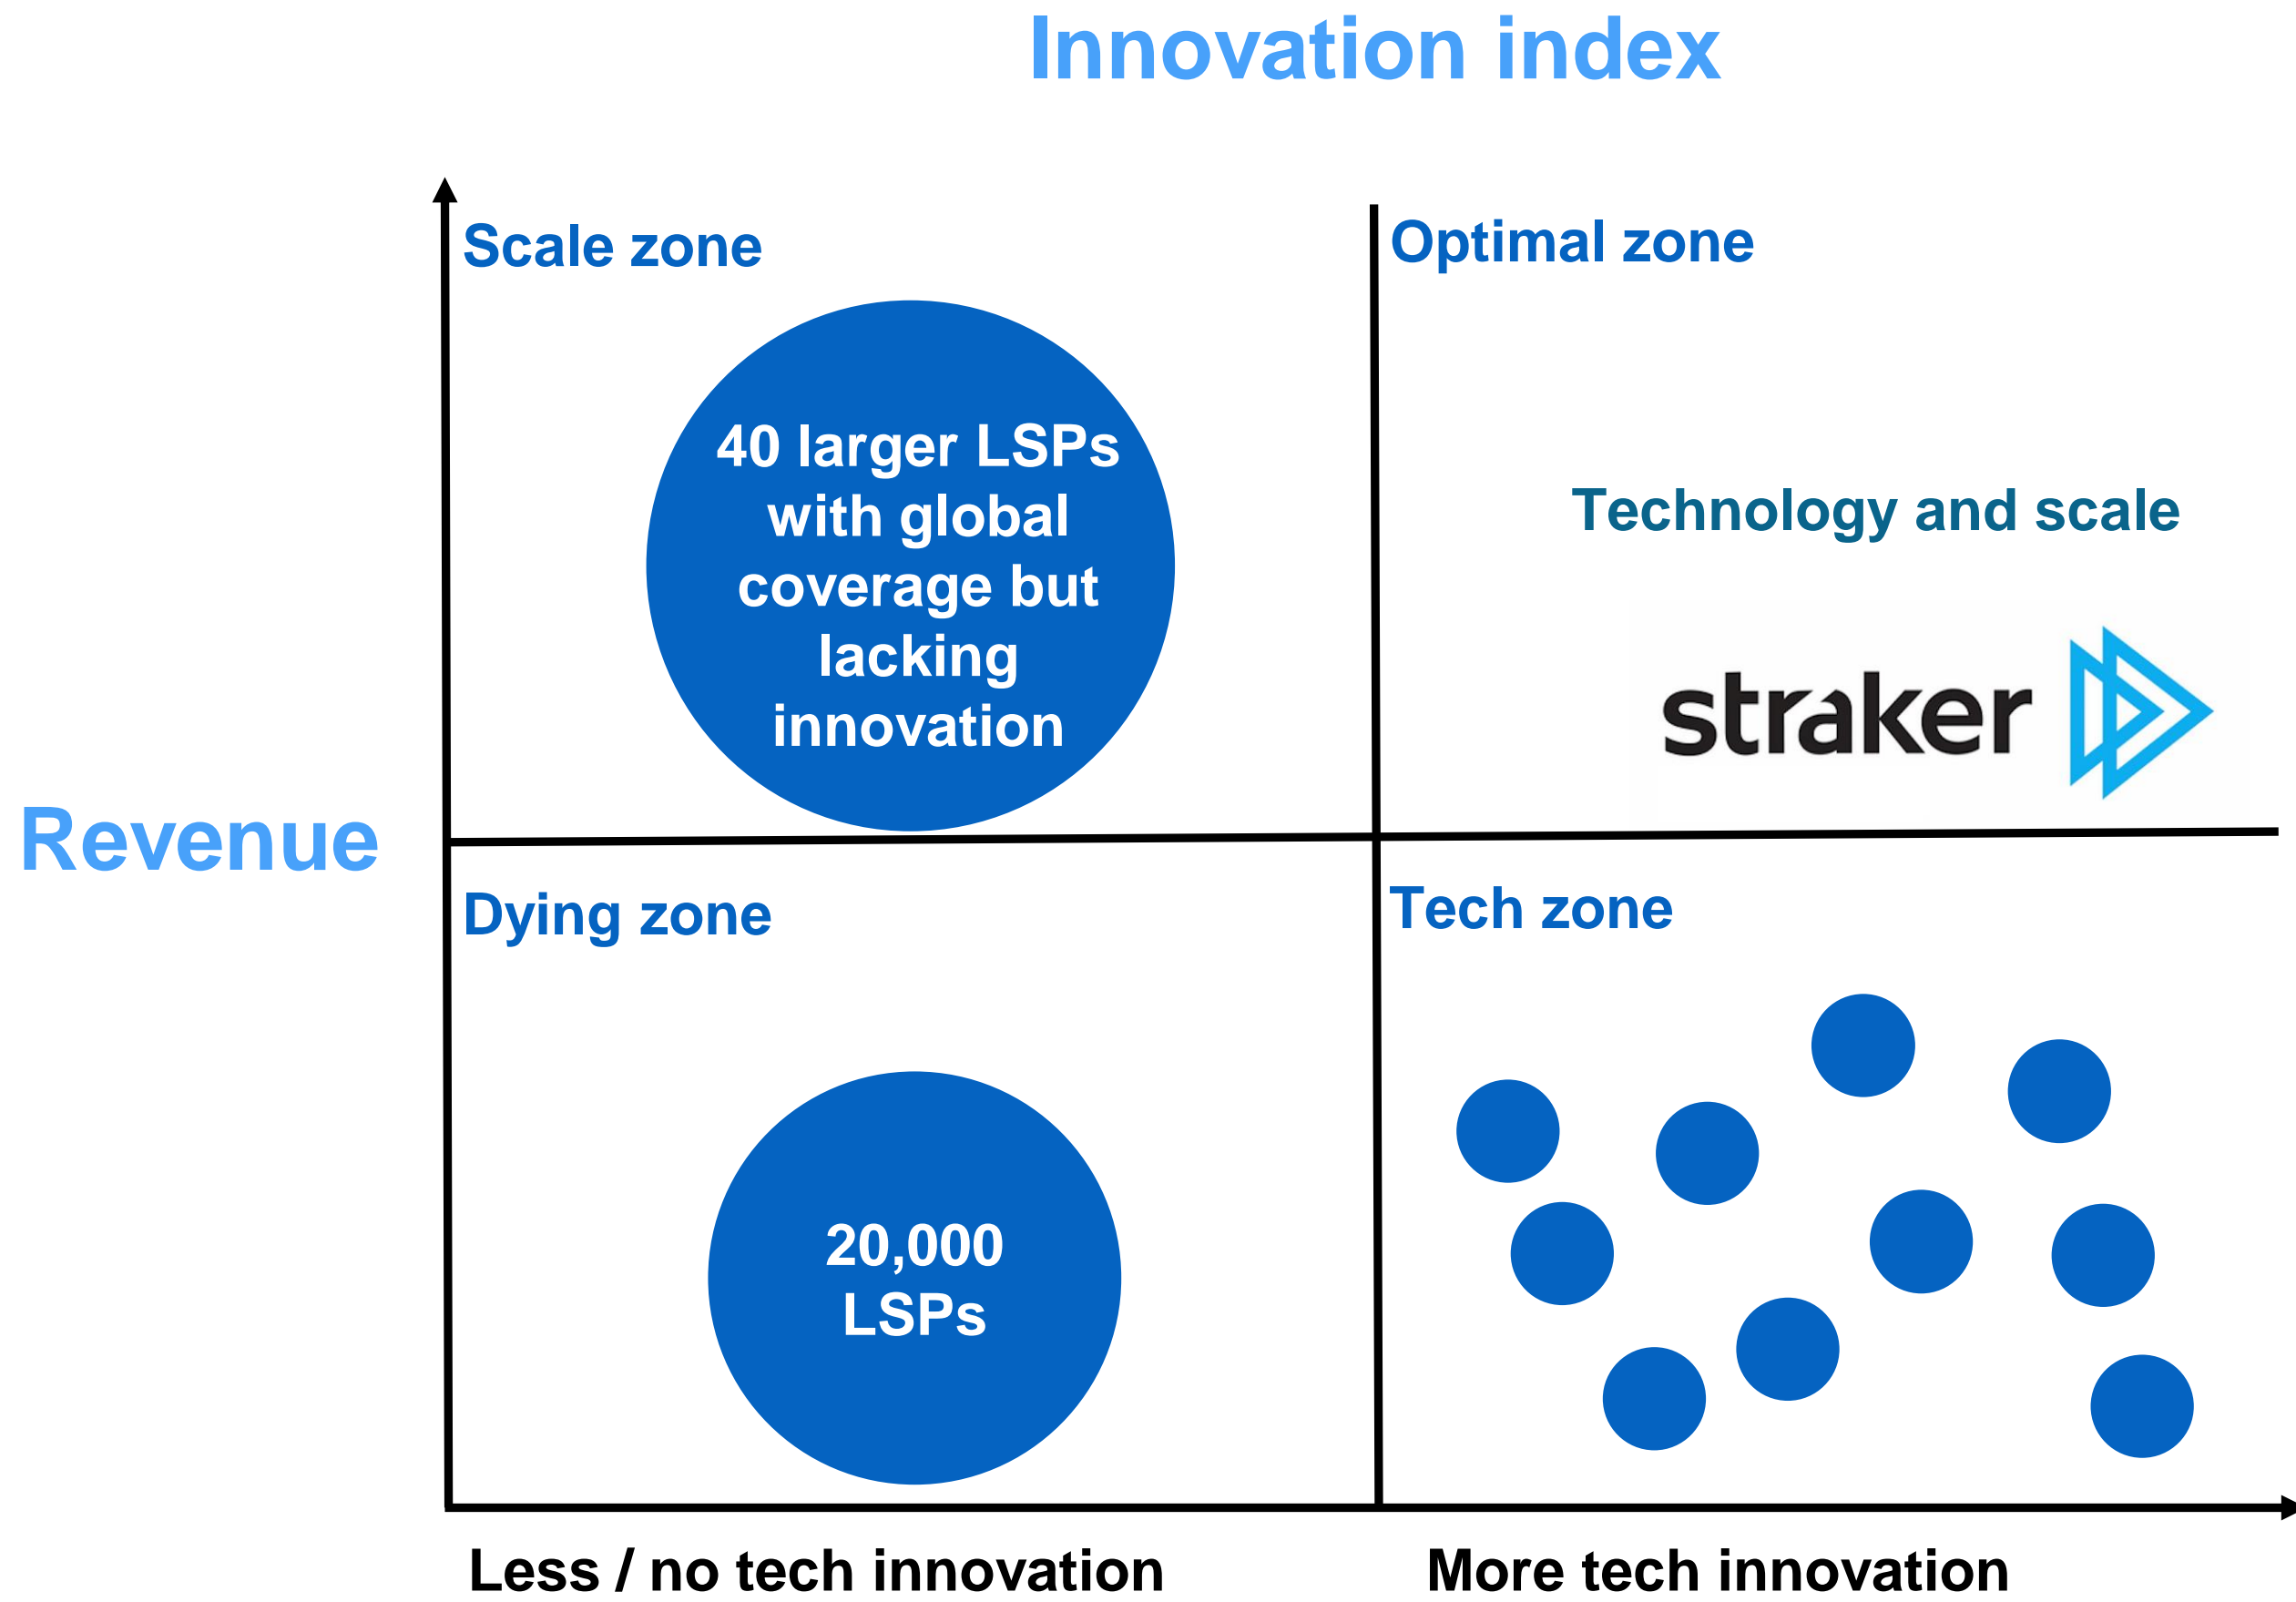 Innovation index
Scale zone
Optimal zone
40 larger LSPs
with global
coverage but
lacking
innovation
Technology and scale
straker
Revenue
Dying zone
Tech zone
20,000
LSPs
Less / no tech innovation
More tech innovation